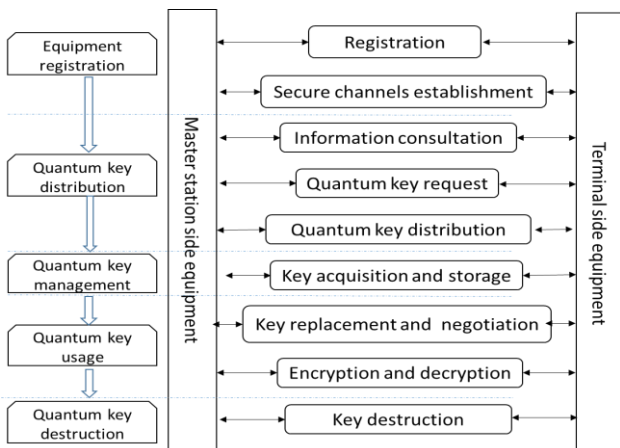 Equipment
registration
Quantum key
distribution
Quantum key
management
Quantum key
usage
Quantum key
destruction
Master station side equipment
Registration
Secure channels establishment
Information consultation
Quantum key request
Quantum key distribution
Key acquisition and storage
Key replacement and negotiation
Encryption and decryption
Key destruction
Terminal side equipment